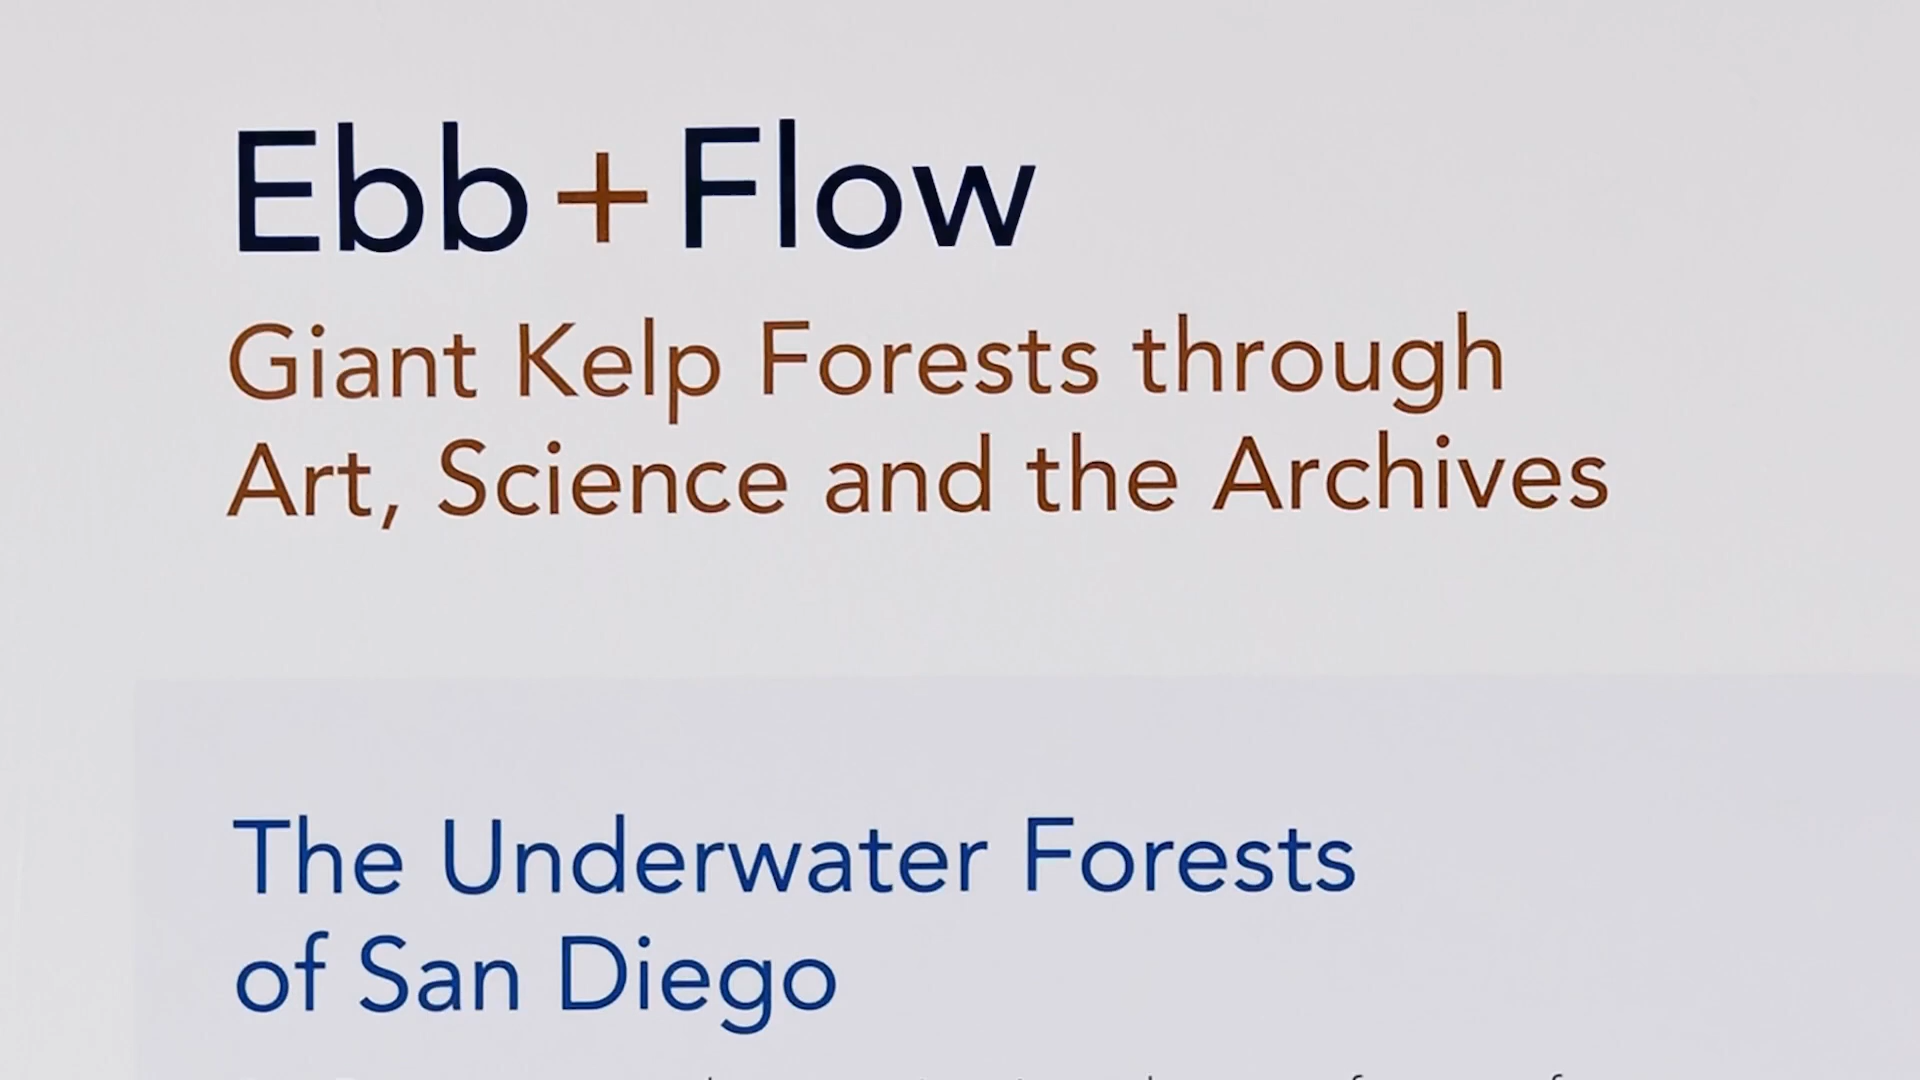 Ebb + Flow
Giant Kelp Forests through
Art, Science and the Archives
The Underwater Forests
of San Diego